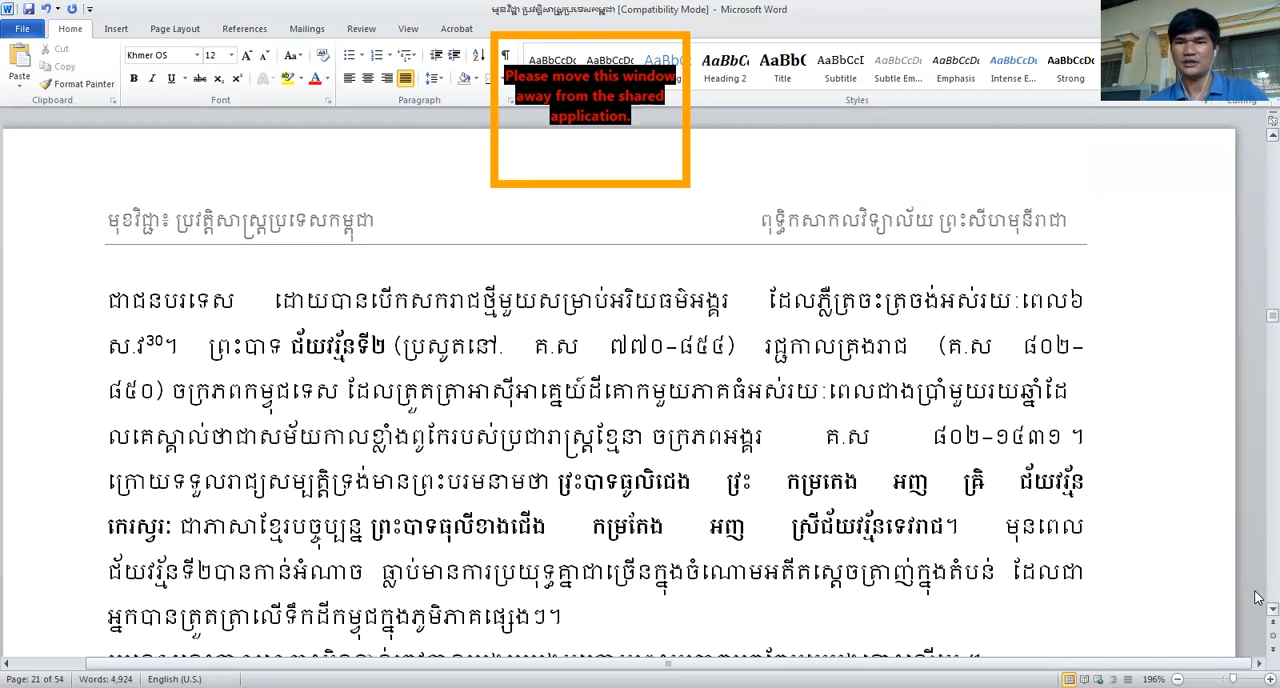 មុខវិជ្ជា ប្រវត្តិសាស្ត្រប្រទេសកម្ពុជា [Compatibility Mode] - Microsoft Word
File Home Insert Page Layout References Mailings Review View Acrobat
Cut
Copy
Format Painter
Paste
Clipboard
Khmer OS 12
Font
Paragraph
AaBbCcDc AaBbCcDc AaBbC AaBbC AaBbC AaBbCcD AaBbCcDc AaBbCcDc AaBbCcDc AaBbCcDc
Heading 2 Title Subtitle Subtle Em... Emphasis Intense E... Strong
Styles
Editing
Please move this window
away from the shared
application.
មុខវិជ្ជា៖ ប្រវត្តិសាស្ត្រប្រទេសកម្ពុជា ពុទ្ធិកសាកលវិទ្យាល័យ ព្រះសីហមុនីរាជា
ជាជនបរទេស ដោយបានបើកសករាជថ្មីមួយសម្រាប់អរិយធម៌អង្គរ ដែលភ្លឺត្រចះត្រចង់អស់រយៈពេល៦
ស.វ30។ ព្រះបាទ ជ័យវរ្ម័នទី២ (ប្រសូតនៅ. គ.ស ៧៧០-៨៥៤) រជ្ជកាលគ្រងរាជ (គ.ស ៨០២-
៨៥០) ចក្រភពកម្វុជទេស ដែលត្រួតត្រាអាស៊ីអាគ្នេយ៍ដីគោកមួយភាគធំអស់រយៈពេលជាងប្រាំមួយរយឆ្នាំដែ
លគេស្គាល់ថាជាសម័យកាលខ្លាំងពូកែរបស់ប្រជារាស្ត្រខ្មែនា ចក្រភពអង្គរ គ.ស ៨០២-១៤៣១ ។
ក្រោយទទួលរាជ្យសម្បត្តិទ្រង់មានព្រះបរមនាមថា វ្រះបាទធូលិជេង វ្រះ កម្រតេង អញ ឝ្រិ ជ័យវរ្ម័ន
កេរស្វរៈ ជាភាសាខ្មែរបច្ចុប្បន្ន ព្រះបាទធុលីខាងជើង កម្រតែង អញ ស្រីជ័យវរ្ម័នទេវរាជ។ មុនពេល
ជ័យវរ្ម័នទី២បានកាន់អំណាច ធ្លាប់មានការប្រយុទ្ធគ្នាជាច្រើនក្នុងចំណោមអតីតស្តេចត្រាញ់ក្នុងតំបន់ ដែលជា
អ្នកបានត្រួតត្រាលើទឹកដីកម្វុជក្នុងភូមិភាគផ្សេងៗ។
Page: 21 of 54 Words: 4,924 English (U.S.) 196%